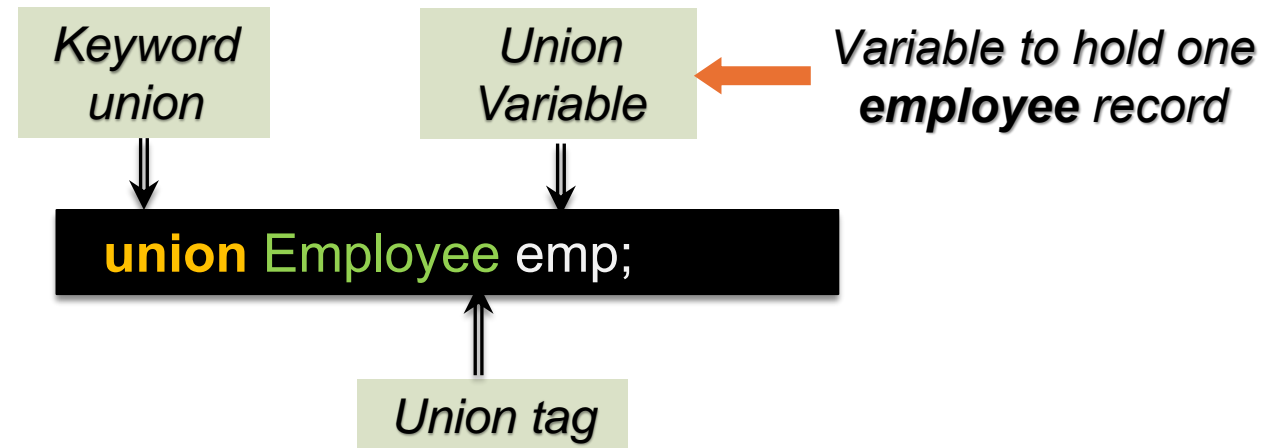 Keyword
union
Union
Variable
Variable to hold one
employee record
union Employee emp;
Union tag